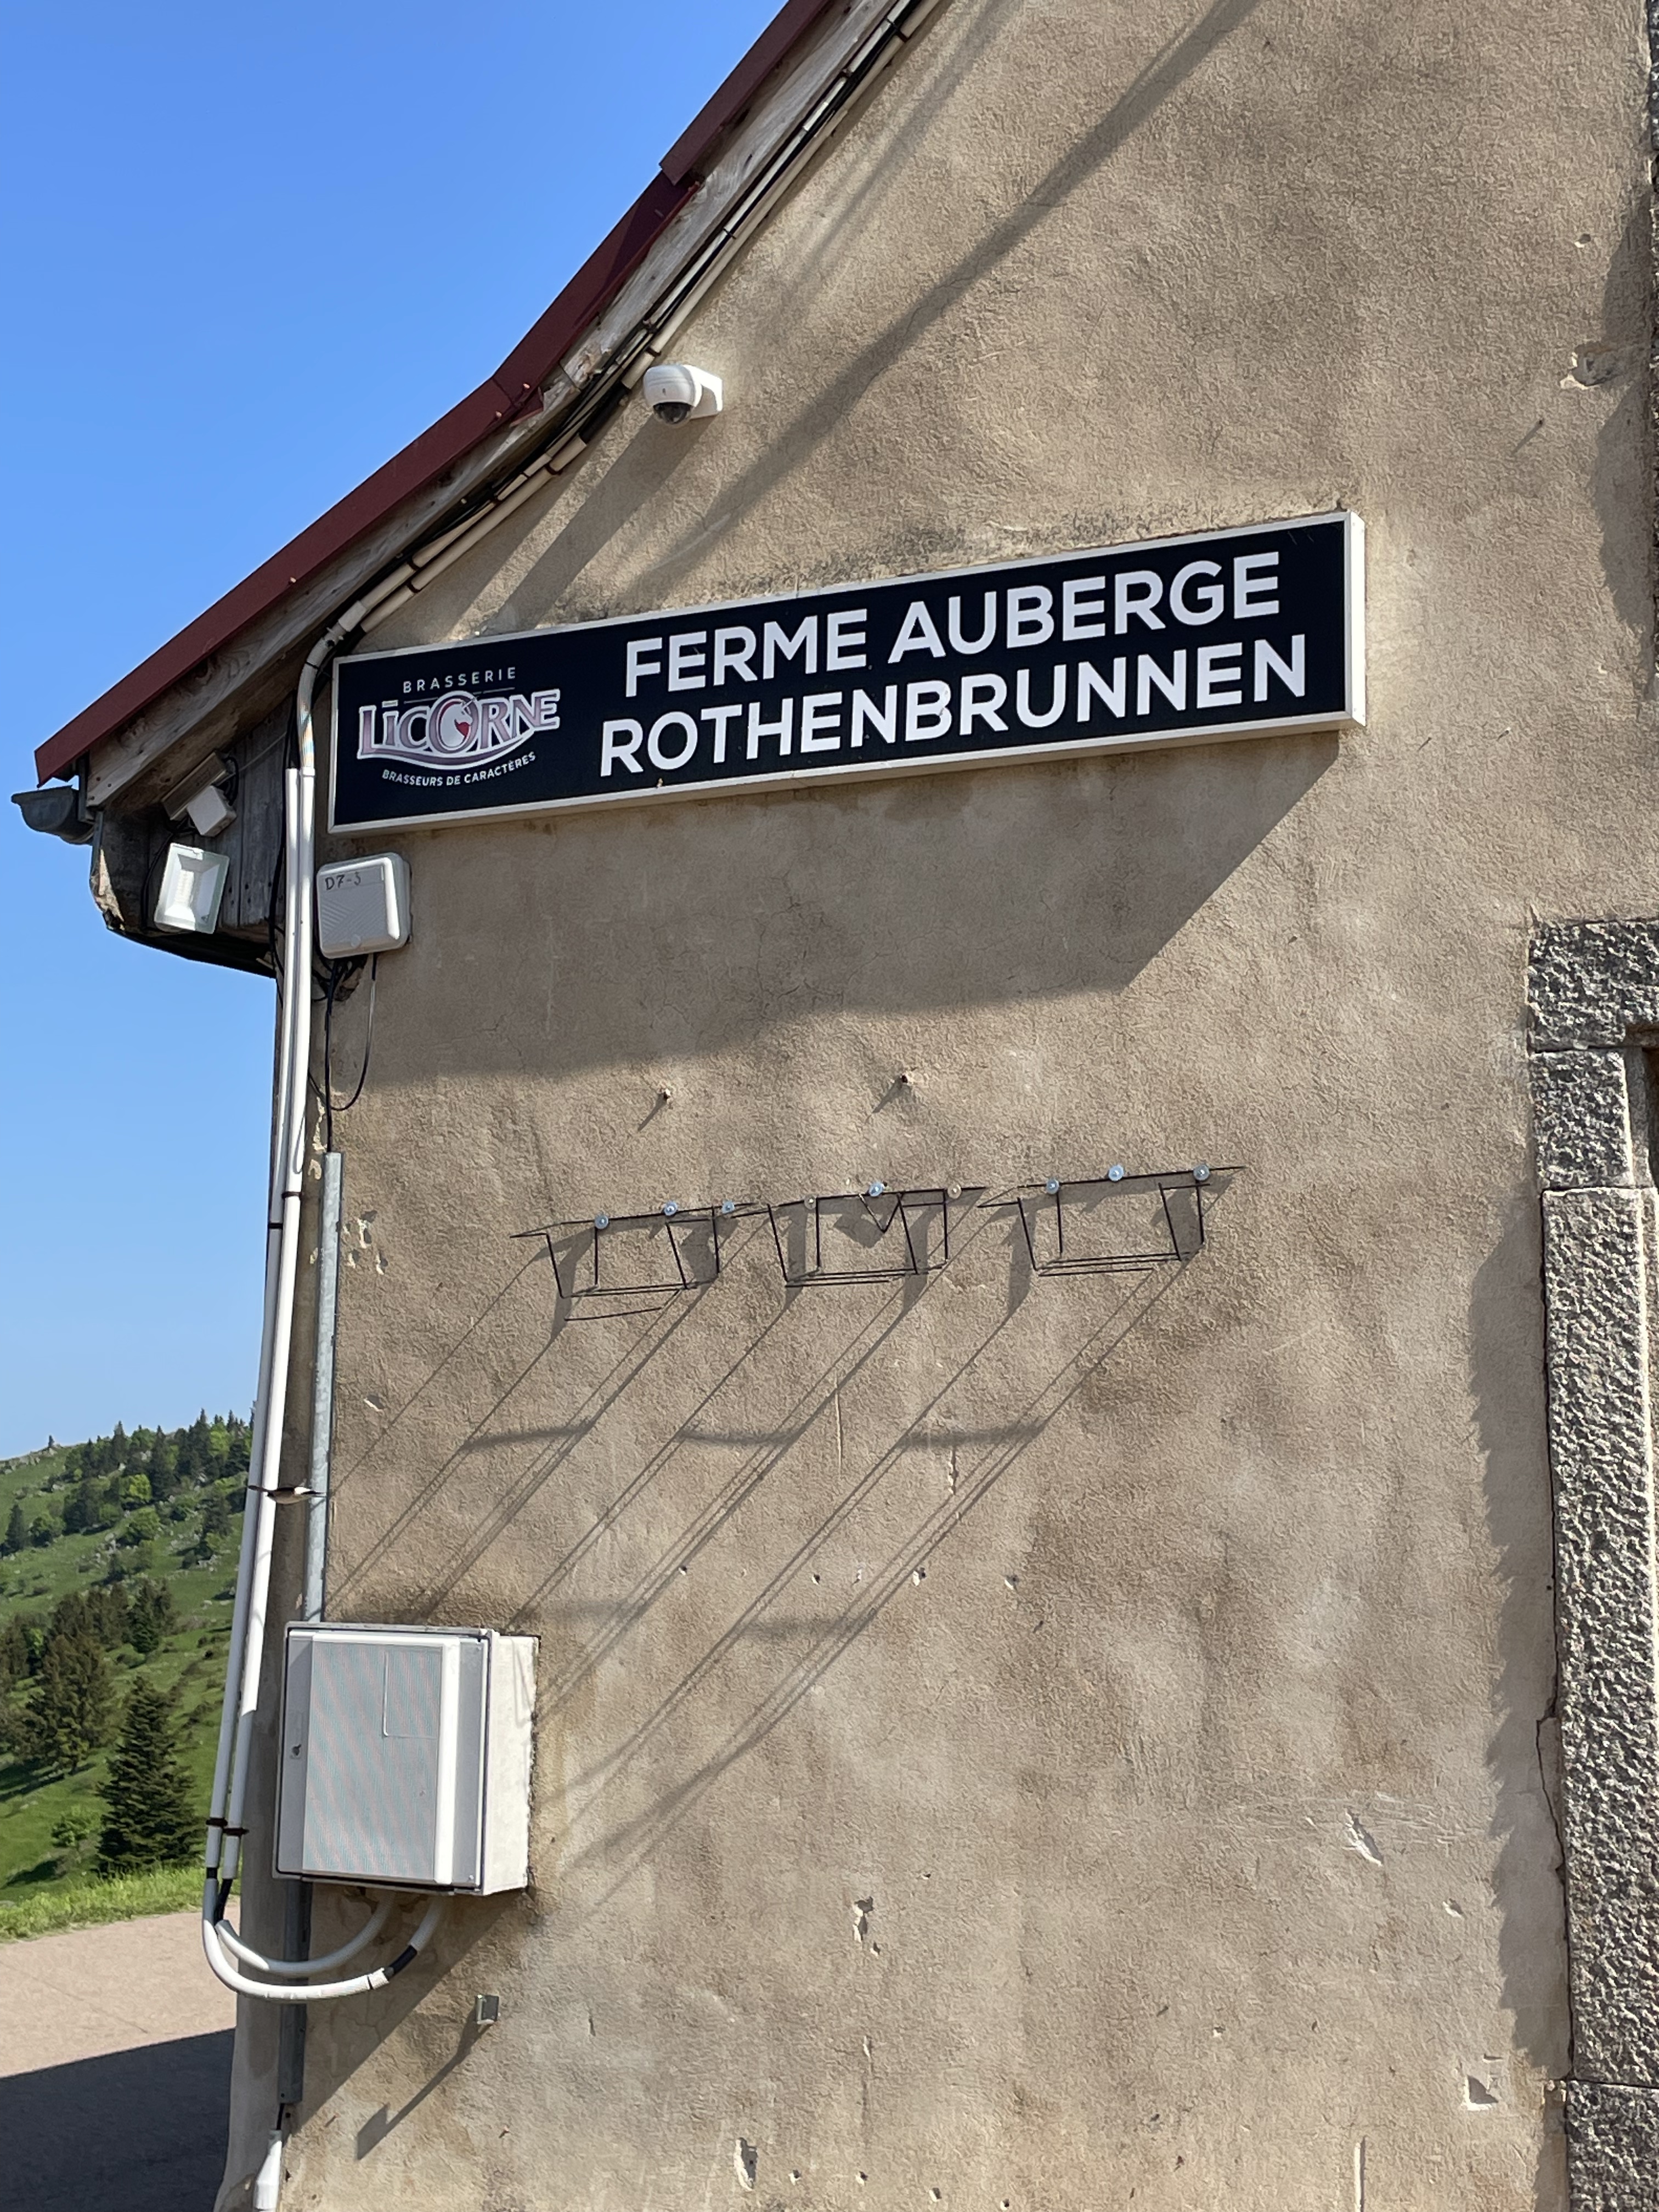 BRASSERIE
LiCORNE
BRASSEURS DE CARACTÈRES
FERME AUBERGE
ROTHENBRUNNEN
D7-3